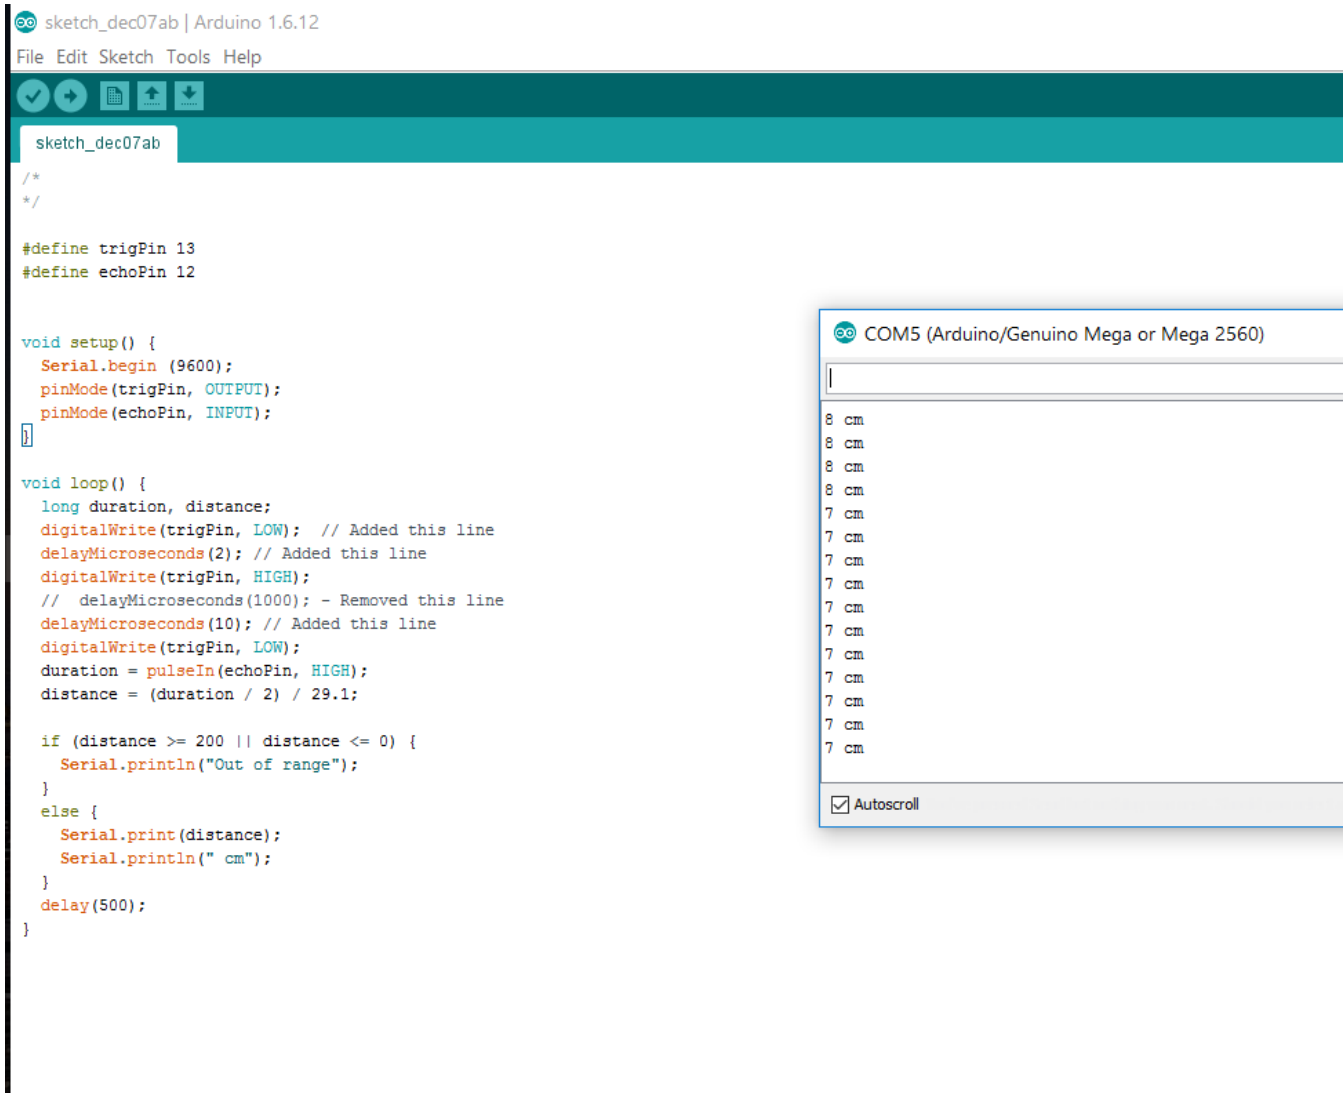 sketch_dec07ab | Arduino 1.6.12
File Edit Sketch Tools Help
sketch_dec07ab
/*
*/
#define trigPin 13
#define echoPin 12
void setup() {
  Serial.begin (9600);
  pinMode(trigPin, OUTPUT);
  pinMode(echoPin, INPUT);
}
void loop() {
  long duration, distance;
  digitalWrite(trigPin, LOW);  // Added this line
  delayMicroseconds(2); // Added this line
  digitalWrite(trigPin, HIGH);
  //  delayMicroseconds(1000); - Removed this line
  delayMicroseconds(10); // Added this line
  digitalWrite(trigPin, LOW);
  duration = pulseIn(echoPin, HIGH);
  distance = (duration / 2) / 29.1;
  if (distance >= 200 || distance <= 0) {
    Serial.println("Out of range");
  }
  else {
    Serial.print(distance);
    Serial.println(" cm");
  }
  delay(500);
}
COM5 (Arduino/Genuino Mega or Mega 2560)
8 cm
8 cm
8 cm
8 cm
7 cm
7 cm
7 cm
7 cm
7 cm
7 cm
7 cm
7 cm
7 cm
7 cm
7 cm
Autoscroll